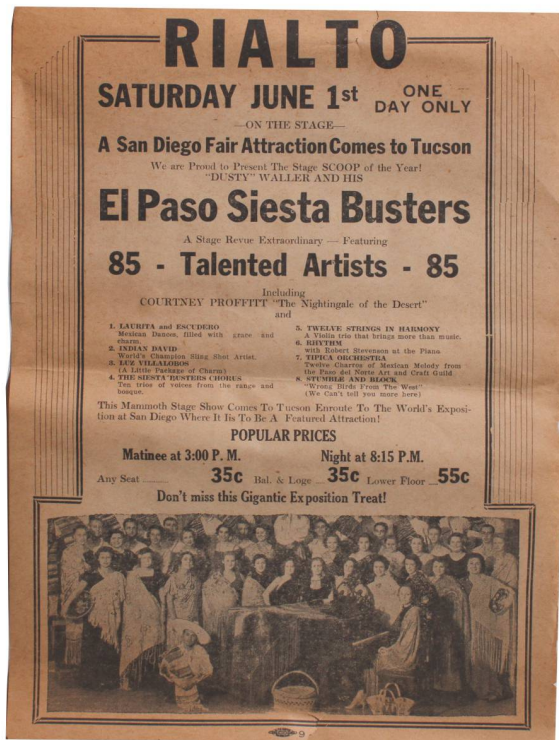 RIALTO
SATURDAY JUNE 1st ONE DAY ONLY
—ON THE STAGE—
A San Diego Fair Attraction Comes to Tucson
We are Proud to Present The Stage SCOOP of the Year!
"DUSTY" WALLER AND HIS
El Paso Siesta Busters
A Stage Revue Extraordinary — Featuring
85 - Talented Artists - 85
Including
COURTNEY PROFFITT "The Nightingale of the Desert"
and
1. LAURITA and ESCUDERO
Mexican Dances, filled with grace and
charm.
2. INDIAN DAVID
World's Champion Sling Shot Artist.
3. LUZ VILLALOBOS
(A Little Package of Charm)
4. THE SIESTA BUSTERS CHORUS
Ten trios of voices from the range and
bosque.
5. TWELVE STRINGS IN HARMONY
A Violin trio that brings more than music.
6. RHYTHM
with Robert Stevenson at the Piano
7. TIPICA ORCHESTRA
Twelve Charros of Mexican Melody from
the Paso del Norte Art and Craft Guild
8. STUMBLE AND BLOCK
"Wrong Birds From The West"
(We Can't tell you more here)
This Mammoth Stage Show Comes To Tucson Enroute To The World's Exposi-
tion at San Diego Where It Is To Be A Featured Attraction!
POPULAR PRICES
Matinee at 3:00 P. M. Night at 8:15 P.M.
Any Seat 35c Bal. & Loge 35c Lower Floor 55c
Don't miss this Gigantic Exposition Treat!
9